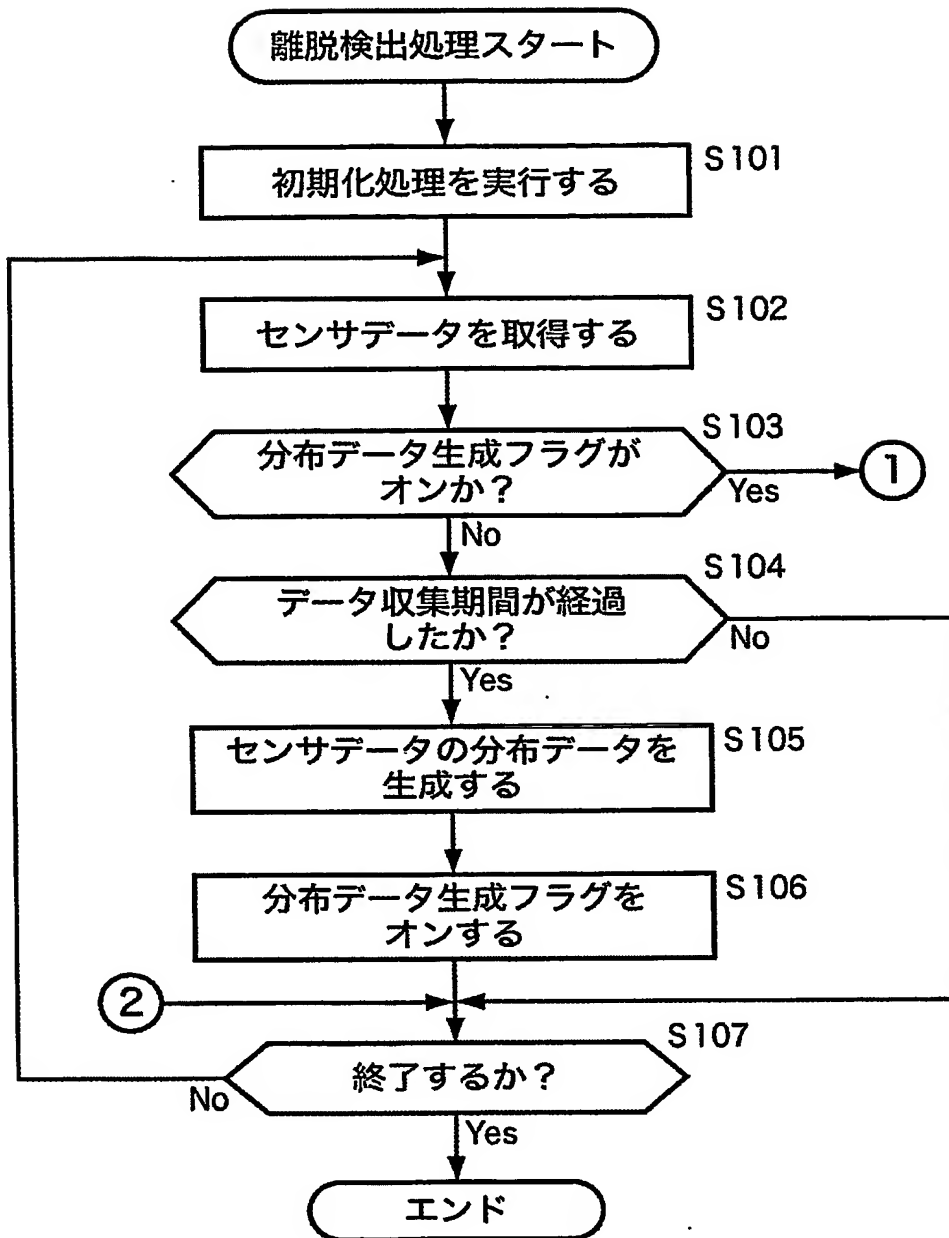 離脱検出処理スタート
S101
初期化処理を実行する
S102
センサデータを取得する
S103
分布データ生成フラグが
オンか？
Yes
①
No
S104
データ収集期間が経過
したか？
No
Yes
S105
センサデータの分布データを
生成する
S106
分布データ生成フラグを
オンする
②
S107
終了するか？
No
Yes
エンド